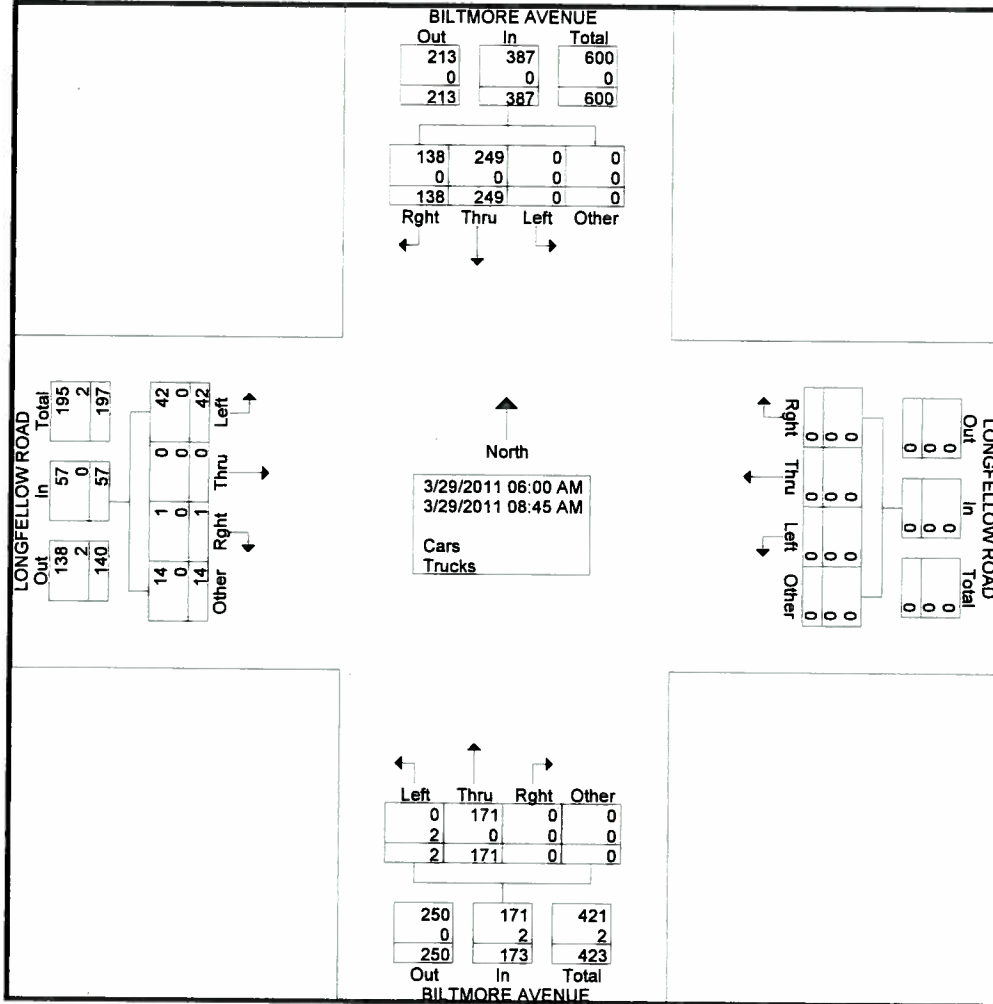 BILTMORE AVENUE
Out In Total
213 387 600
0 0 0
213 387 600
138 249 0 0
0 0 0 0
138 249 0 0
Rght Thru Left Other
LONGFELLOW ROAD
Total
195 2 197
In
57 0 57
Out
138 2 140
42 0 42
Left
0 0 0
Thru
1 0 1
Rght
14 0 14
Other
North
3/29/2011 06:00 AM
3/29/2011 08:45 AM
Cars
Trucks
Rght
0 0 0
Thru
0 0 0
Left
0 0 0
Other
0 0 0
LONGFELLOW ROAD
Out
0 0 0
In
0 0 0
Total
0 0 0
Left Thru Rght Other
0 171 0 0
2 0 0 0
2 171 0 0
250 171 421
0 2 2
250 173 423
Out In Total
BILTMORE AVENUE